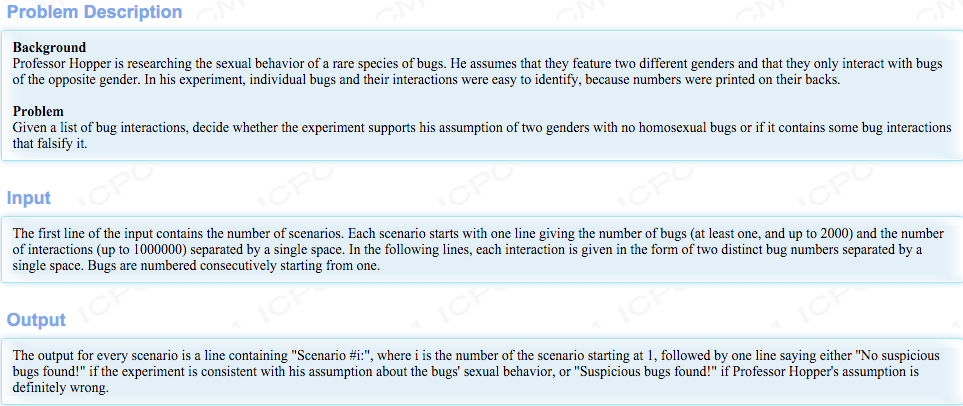 Problem Description
Background
Professor Hopper is researching the sexual behavior of a rare species of bugs. He assumes that they feature two different genders and that they only interact with bugs
of the opposite gender. In his experiment, individual bugs and their interactions were easy to identify, because numbers were printed on their backs.
Problem
Given a list of bug interactions, decide whether the experiment supports his assumption of two genders with no homosexual bugs or if it contains some bug interactions
that falsify it.
Input
The first line of the input contains the number of scenarios. Each scenario starts with one line giving the number of bugs (at least one, and up to 2000) and the number
of interactions (up to 1000000) separated by a single space. In the following lines, each interaction is given in the form of two distinct bug numbers separated by a
single space. Bugs are numbered consecutively starting from one.
Output
The output for every scenario is a line containing "Scenario #i:", where i is the number of the scenario starting at 1, followed by one line saying either "No suspicious
bugs found!" if the experiment is consistent with his assumption about the bugs' sexual behavior, or "Suspicious bugs found!" if Professor Hopper's assumption is
definitely wrong.